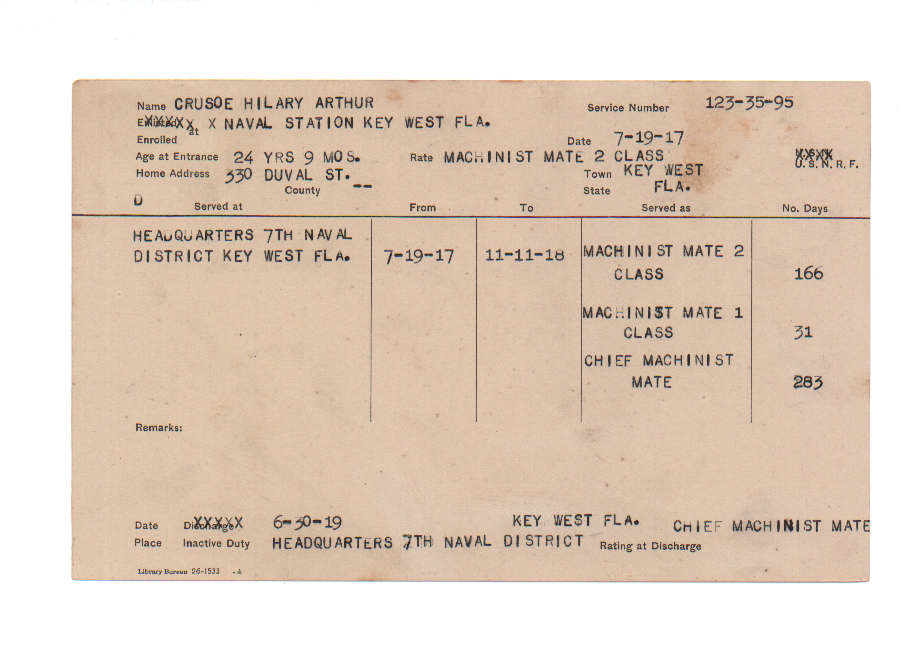 Name CRUSOE HILARY ARTHUR Service Number 123-35-95
at X NAVAL STATION KEY WEST FLA.
Enrolled Date 7-19-17
Age at Entrance 24 YRS 9 MOS. Rate MACHINIST MATE 2 CLASS U.S.N.R.F.
Home Address 330 DUVAL ST. Town KEY WEST
County -- State FLA.
D Served at From To Served as No. Days
HEADQUARTERS 7TH NAVAL
DISTRICT KEY WEST FLA. 7-19-17 11-11-18 MACHINIST MATE 2
CLASS 166
MACHINIST MATE 1
CLASS 31
CHIEF MACHINIST
MATE 283
Remarks:
Date Discharge 6-30-19 KEY WEST FLA. CHIEF MACHINIST MATE
Place Inactive Duty HEADQUARTERS 7TH NAVAL DISTRICT Rating at Discharge
Library Bureau 26-1533 -A